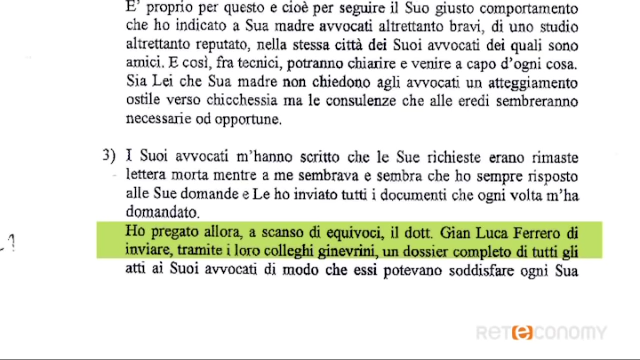 E' proprio per questo e cioè per seguire il Suo giusto comportamento
che ho indicato a Sua madre avvocati altrettanto bravi, di uno studio
altrettanto reputato, nella stessa città dei Suoi avvocati dei quali sono
amici. E così, fra tecnici, potranno chiarire e venire a capo d'ogni cosa.
Sia Lei che Sua madre non chiedono agli avvocati un atteggiamento
ostile verso chicchessia ma le consulenze che alle eredi sembreranno
necessarie od opportune.
3) I Suoi avvocati m'hanno scritto che le Sue richieste erano rimaste
lettera morta mentre a me sembrava e sembra che ho sempre risposto
alle Sue domande e Le ho inviato tutti i documenti che ogni volta m'ha
domandato.
Ho pregato allora, a scanso di equivoci, il dott. Gian Luca Ferrero di
inviare, tramite i loro colleghi ginevrini, un dossier completo di tutti gli
atti ai Suoi avvocati di modo che essi potevano soddisfare ogni Sua
RETECONOMY